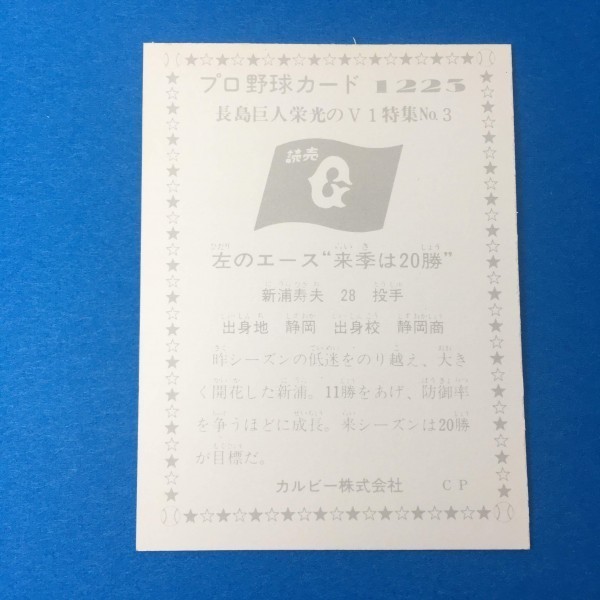 プロ野球カード 1225
長島巨人栄光のV1特集No.3
読売
G
左のエース“来季は20勝”
新浦寿夫 28 投手
出身地 静岡 出身校 静岡商
昨シーズンの低迷をのり越え、大き
く開花した新浦。11勝をあげ、防御率
を争うほどに成長。来シーズンは20勝
が目標だ。
カルビー株式会社 CP